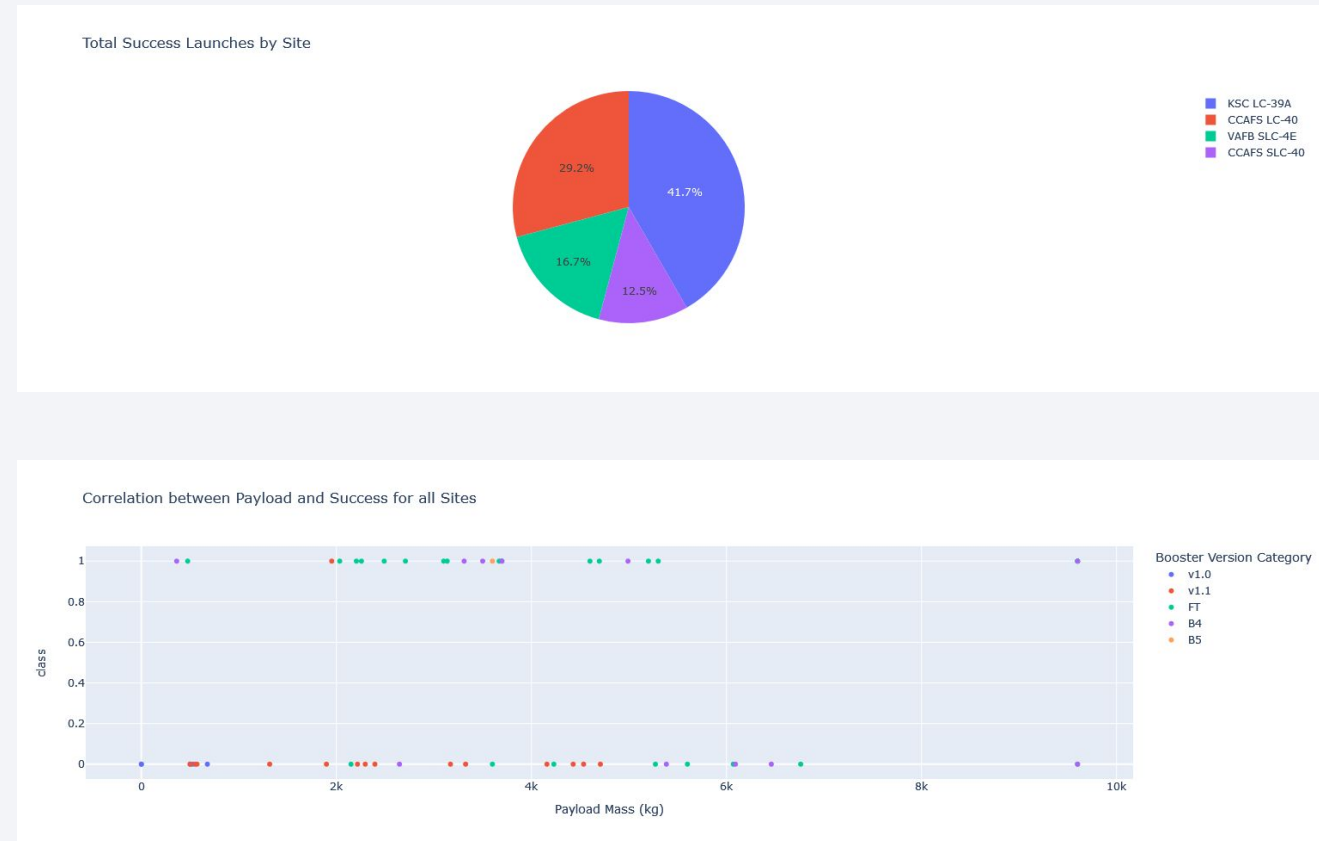 Total Success Launches by Site
KSC LC-39A
CCAFS LC-40
VAFB SLC-4E
CCAFS SLC-40
29.2%
41.7%
16.7%
12.5%
Correlation between Payload and Success for all Sites
Booster Version Category
v1.0
v1.1
FT
B4
B5
class
1
0.8
0.6
0.4
0.2
0
0 2k 4k 6k 8k 10k
Payload Mass (kg)